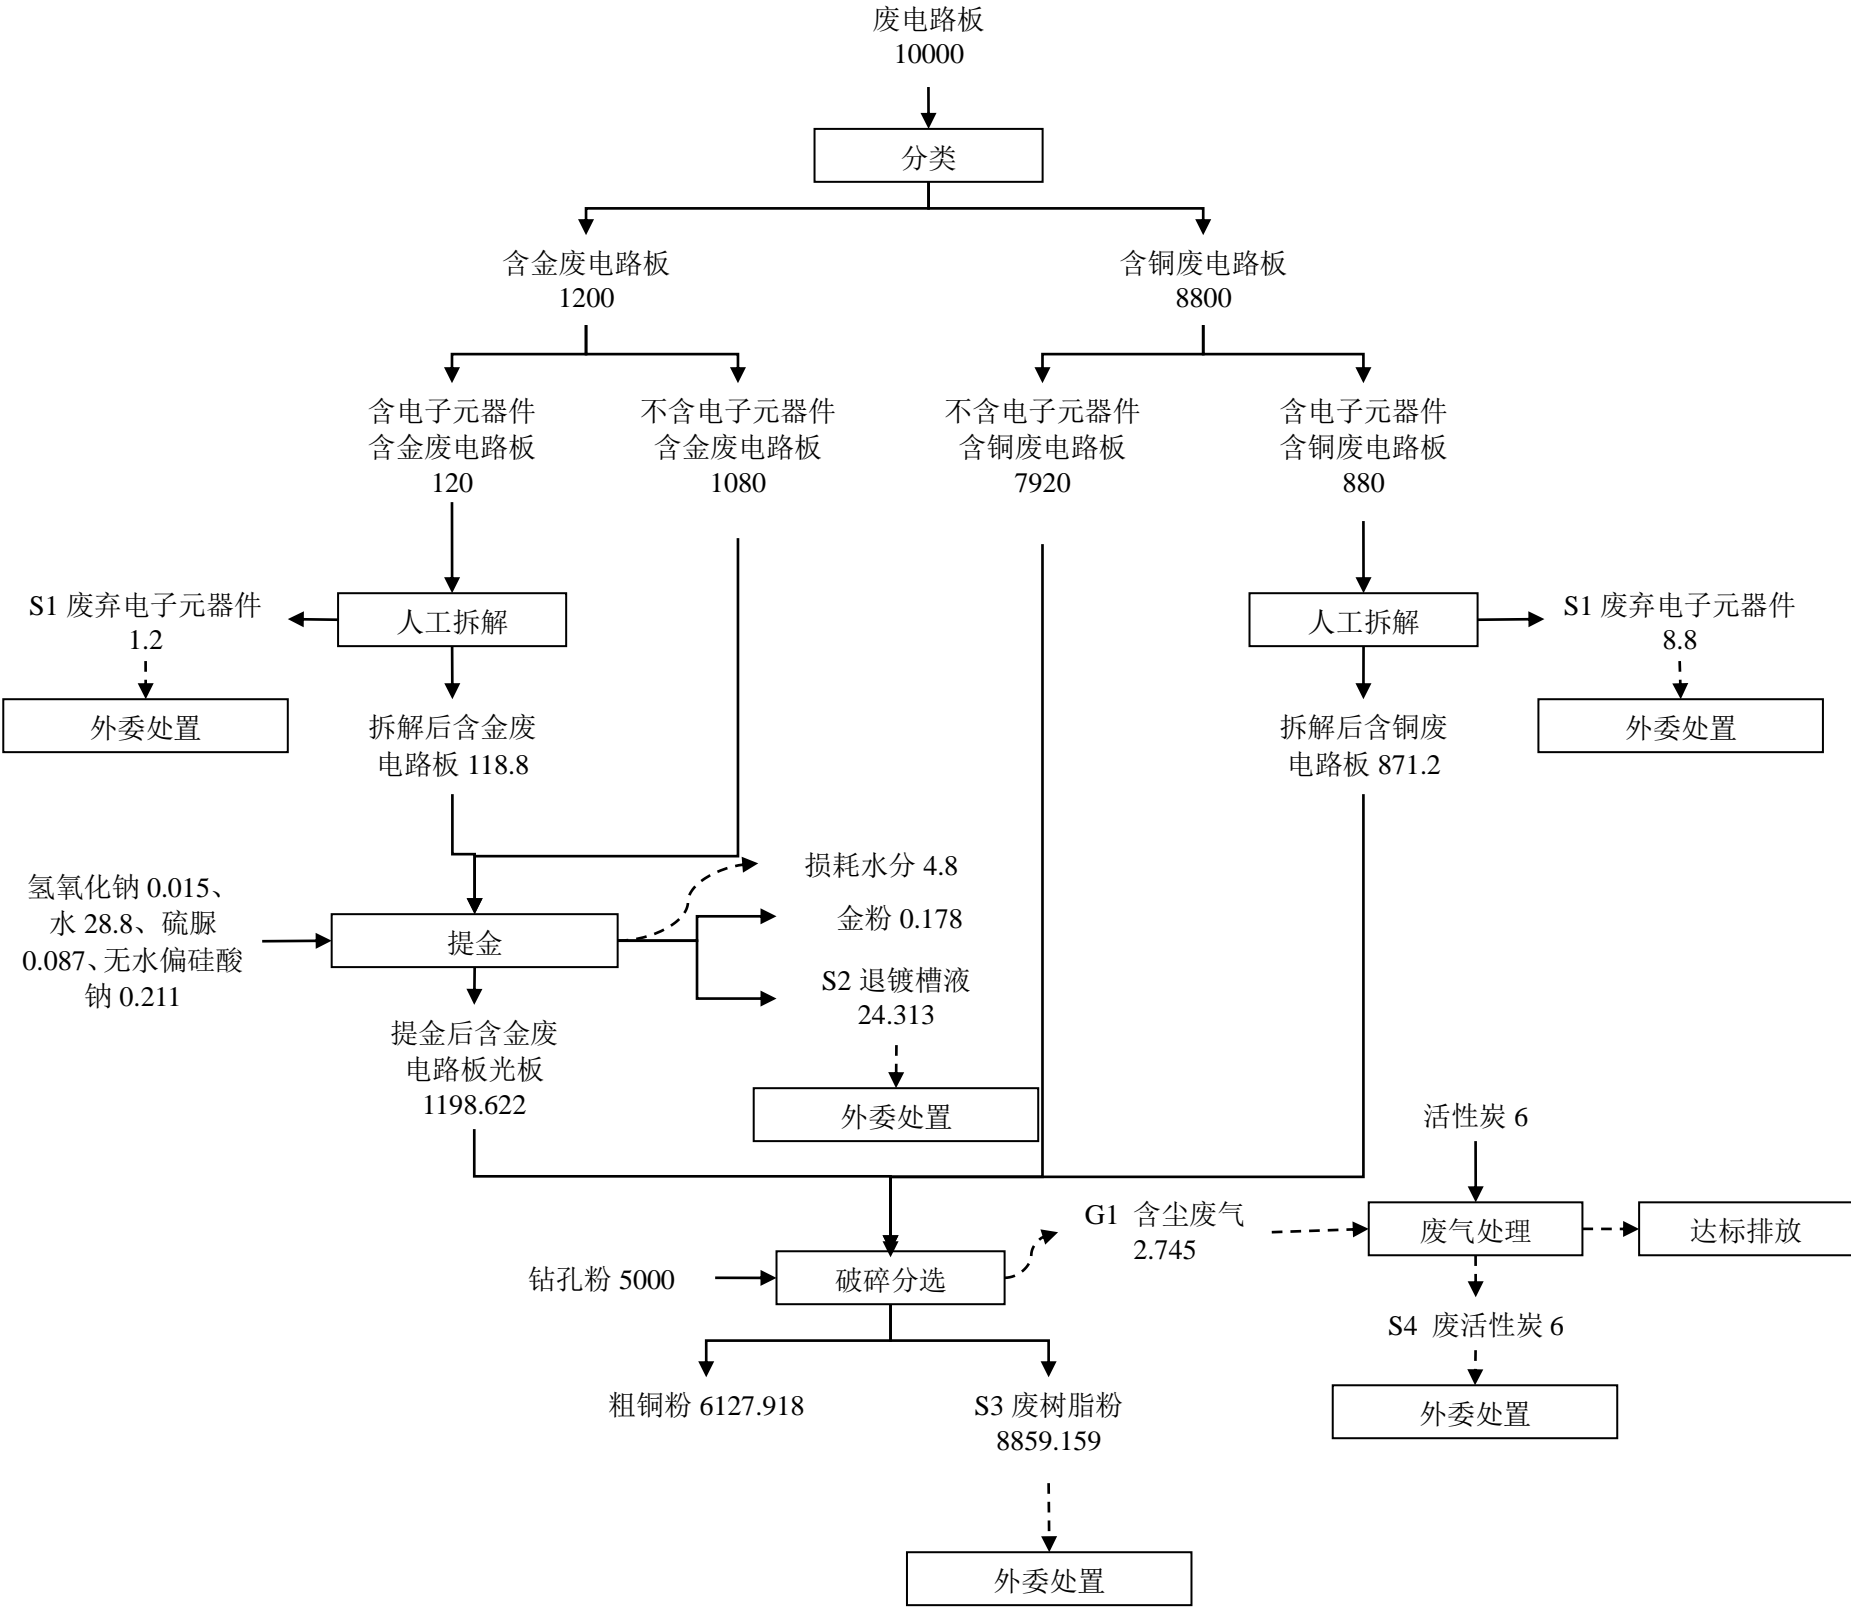 废电路板
10000
分类
含金废电路板
1200
含铜废电路板
8800
含电子元器件
含金废电路板
120
不含电子元器件
含金废电路板
1080
不含电子元器件
含铜废电路板
7920
含电子元器件
含铜废电路板
880
S1 废弃电子元器件
1.2
外委处置
人工拆解
人工拆解
S1 废弃电子元器件
8.8
外委处置
拆解后含金废
电路板 118.8
拆解后含铜废
电路板 871.2
氢氧化钠 0.015、
水 28.8、硫脲
0.087、无水偏硅酸
钠 0.211
提金
损耗水分 4.8
金粉 0.178
S2 退镀槽液
24.313
外委处置
提金后含金废
电路板光板
1198.622
活性炭 6
钻孔粉 5000
破碎分选
G1 含尘废气
2.745
废气处理
达标排放
S4 废活性炭 6
外委处置
粗铜粉 6127.918
S3 废树脂粉
8859.159
外委处置